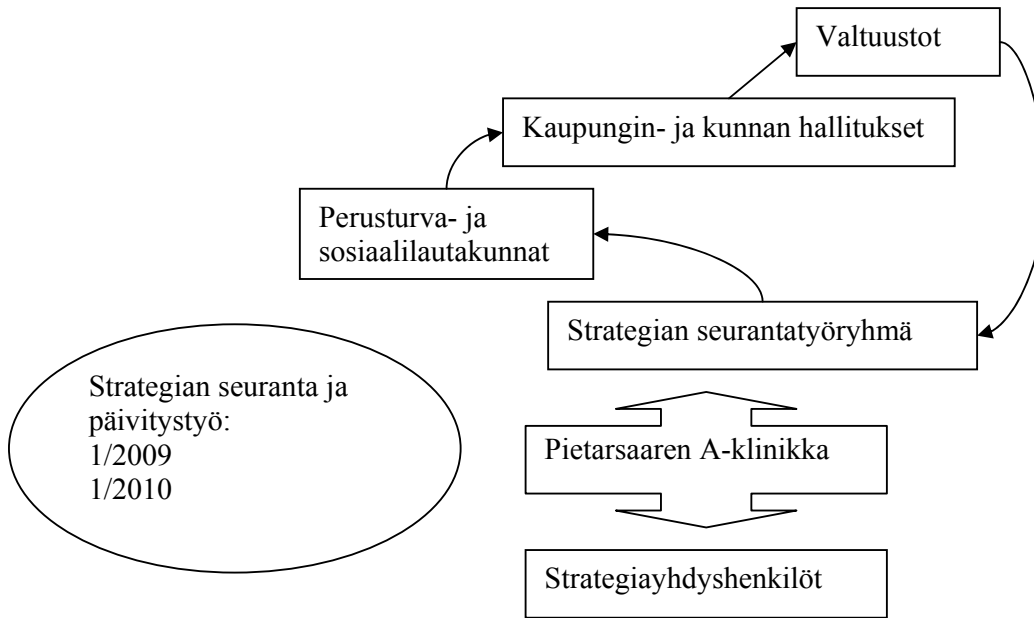 Valtuustot
Kaupungin- ja kunnan hallitukset
Perusturva- ja
sosiaalilautakunnat
Strategian seurantatyöryhmä
Strategian seuranta ja
päivitystyö:
1/2009
1/2010
Pietarsaaren A-klinikka
Strategiayhdyshenkilöt